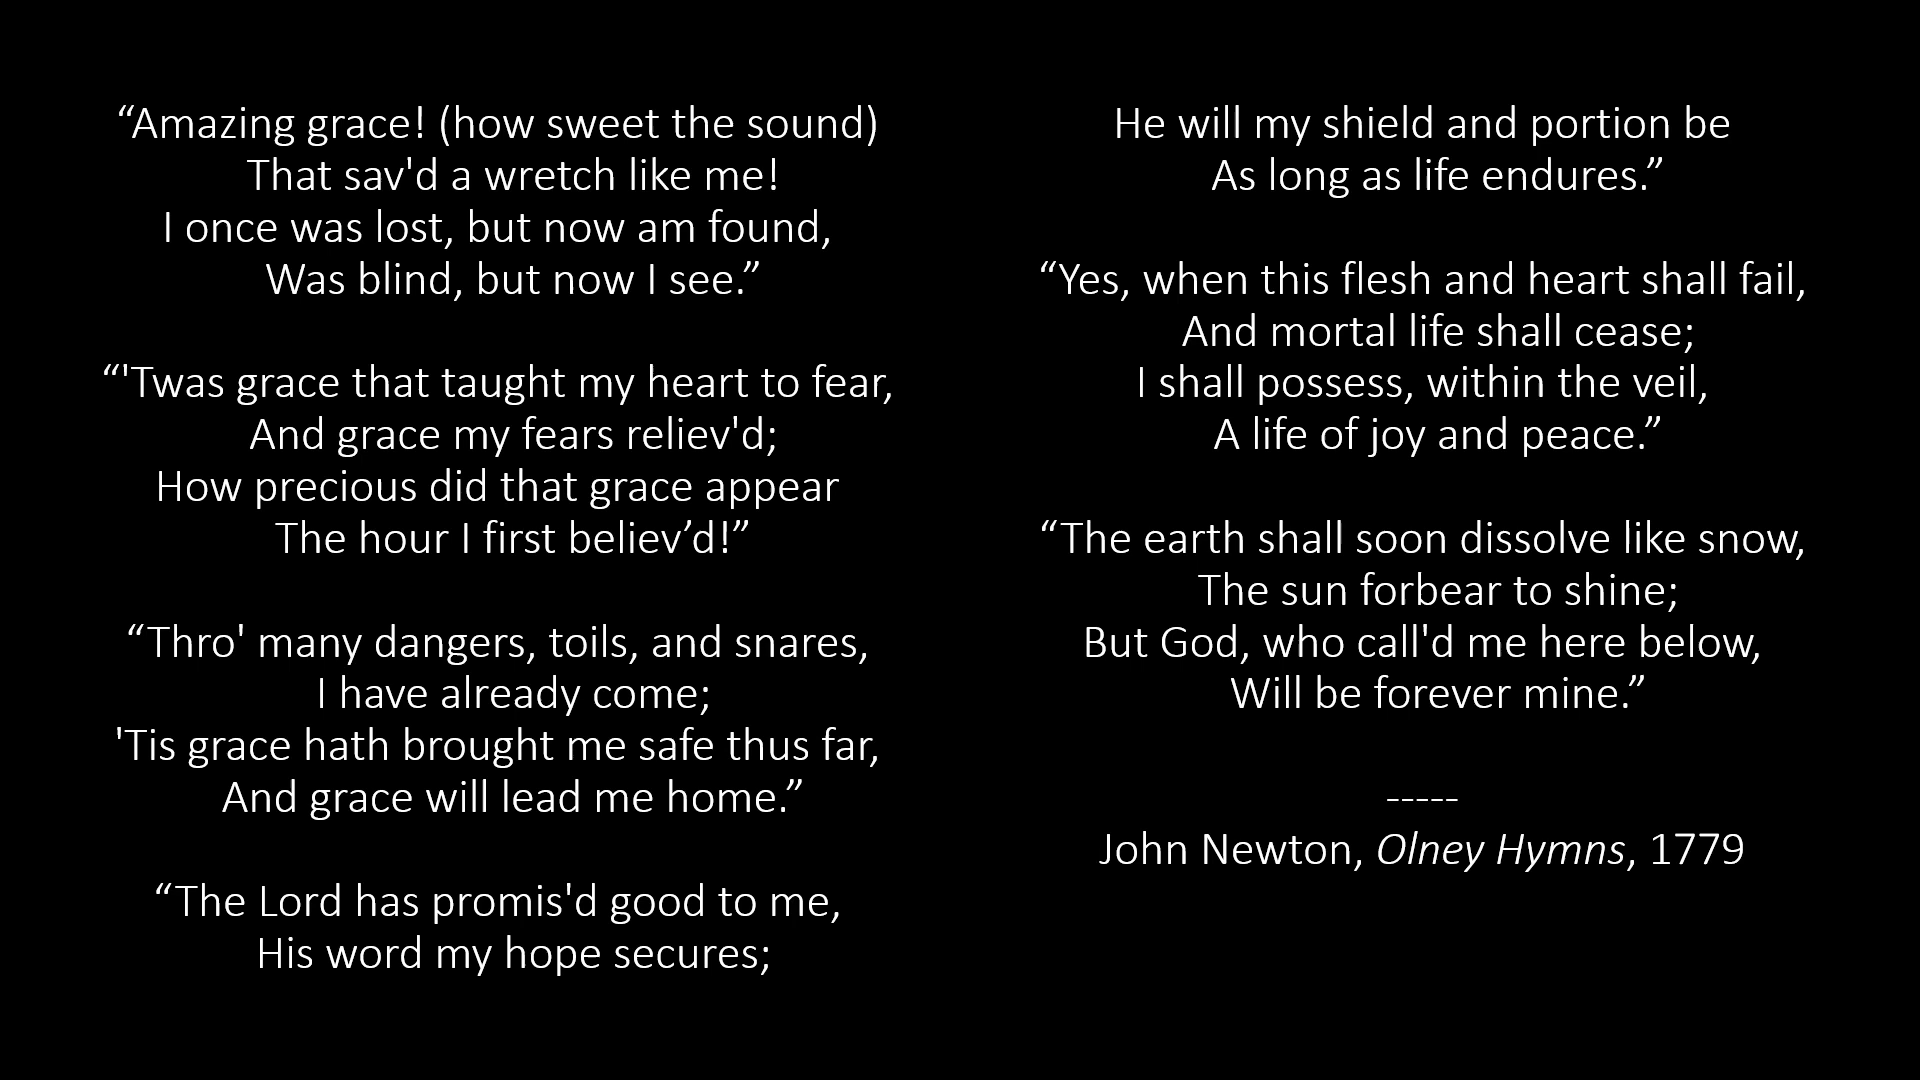 “Amazing grace! (how sweet the sound)
That sav'd a wretch like me!
I once was lost, but now am found,
Was blind, but now I see.”
“'Twas grace that taught my heart to fear,
And grace my fears reliev'd;
How precious did that grace appear
The hour I first believ’d!”
“Thro' many dangers, toils, and snares,
I have already come;
'Tis grace hath brought me safe thus far,
And grace will lead me home.”
“The Lord has promis'd good to me,
His word my hope secures;
He will my shield and portion be
As long as life endures.”
“Yes, when this flesh and heart shall fail,
And mortal life shall cease;
I shall possess, within the veil,
A life of joy and peace.”
“The earth shall soon dissolve like snow,
The sun forbear to shine;
But God, who call'd me here below,
Will be forever mine.”
-----
John Newton, Olney Hymns, 1779